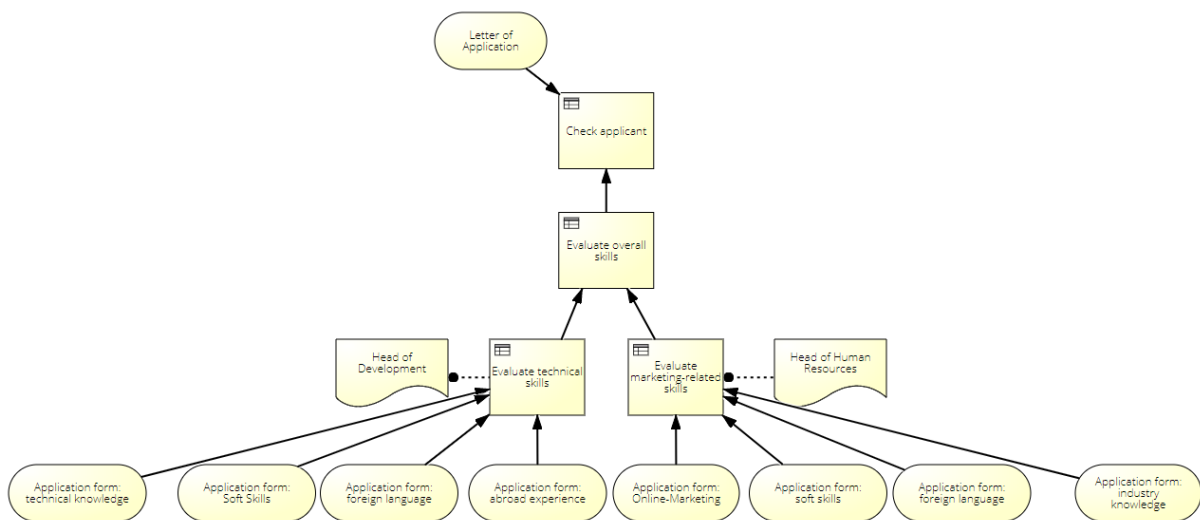 Letter of
Application
Check applicant
Evaluate overall
skills
Head of
Development
Evaluate technical
skills
Evaluate
marketing-related
skills
Head of Human
Resources
Application form:
technical knowledge
Application form:
Soft Skills
Application form:
foreign language
Application form:
abroad experience
Application form:
Online-Marketing
Application form:
soft skills
Application form:
foreign language
Application form:
industry
knowledge